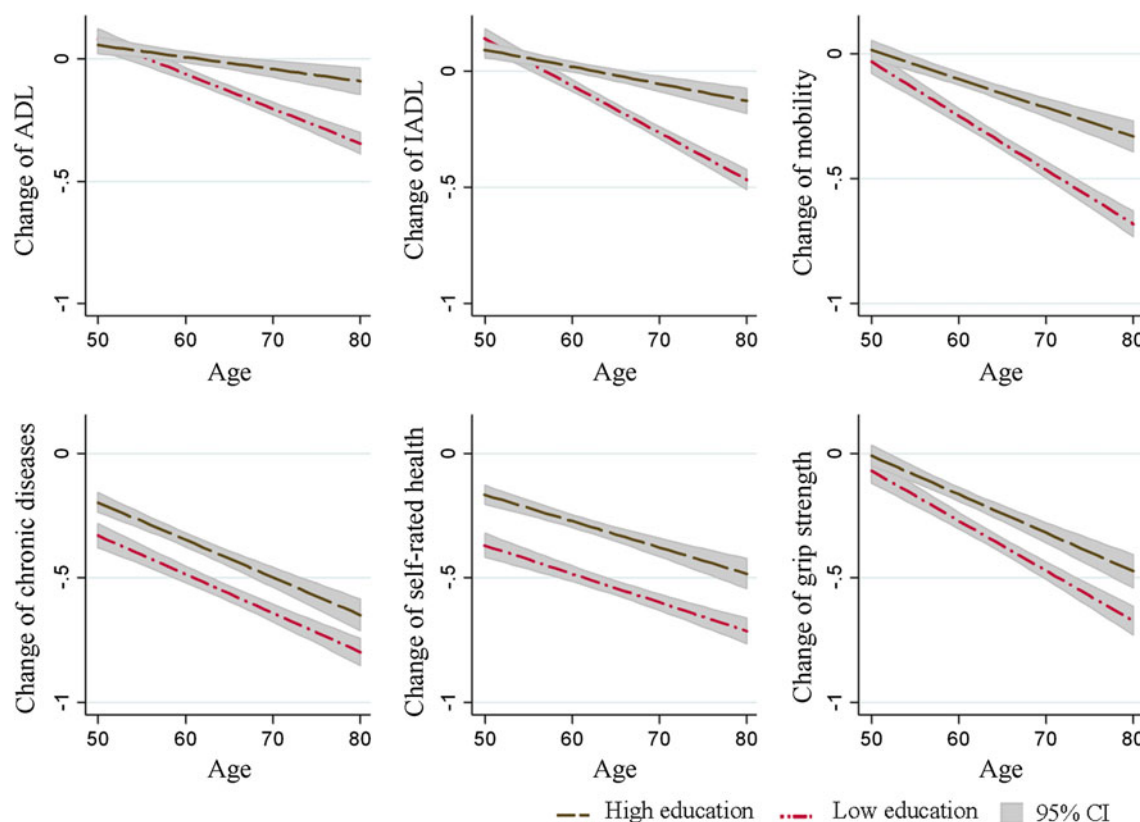 Change of ADL
0
-.5
-1
50 60 70 80
Age
Change of IADL
0
-.5
-1
50 60 70 80
Age
Change of mobility
0
-.5
-1
50 60 70 80
Age
Change of chronic diseases
0
-.5
-1
50 60 70 80
Age
Change of self-rated health
0
-.5
-1
50 60 70 80
Age
Change of grip strength
0
-.5
-1
50 60 70 80
Age
High education Low education 95% CI